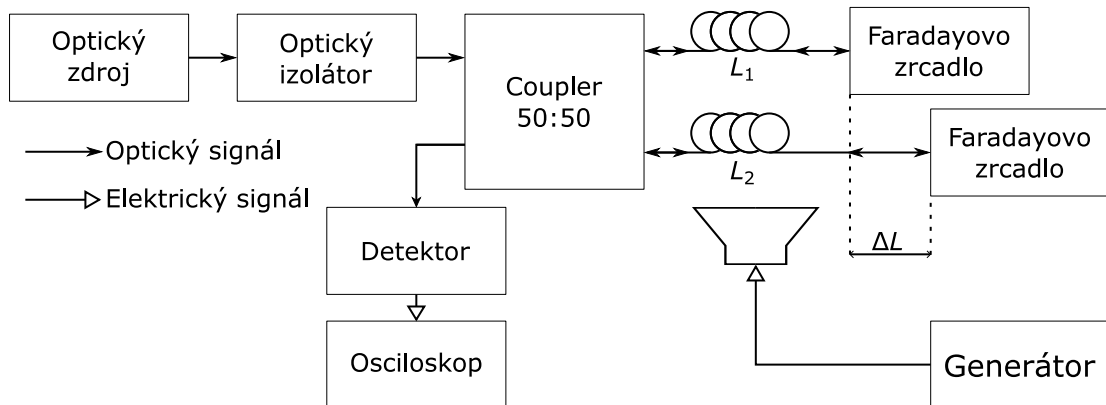 Optický
zdroj
Optický
izolátor
Coupler
50:50
L1
Faradayovo
zrcadlo
L2
Faradayovo
zrcadlo
Optický signál
Elektrický signál
ΔL
Detektor
Osciloskop
Generátor